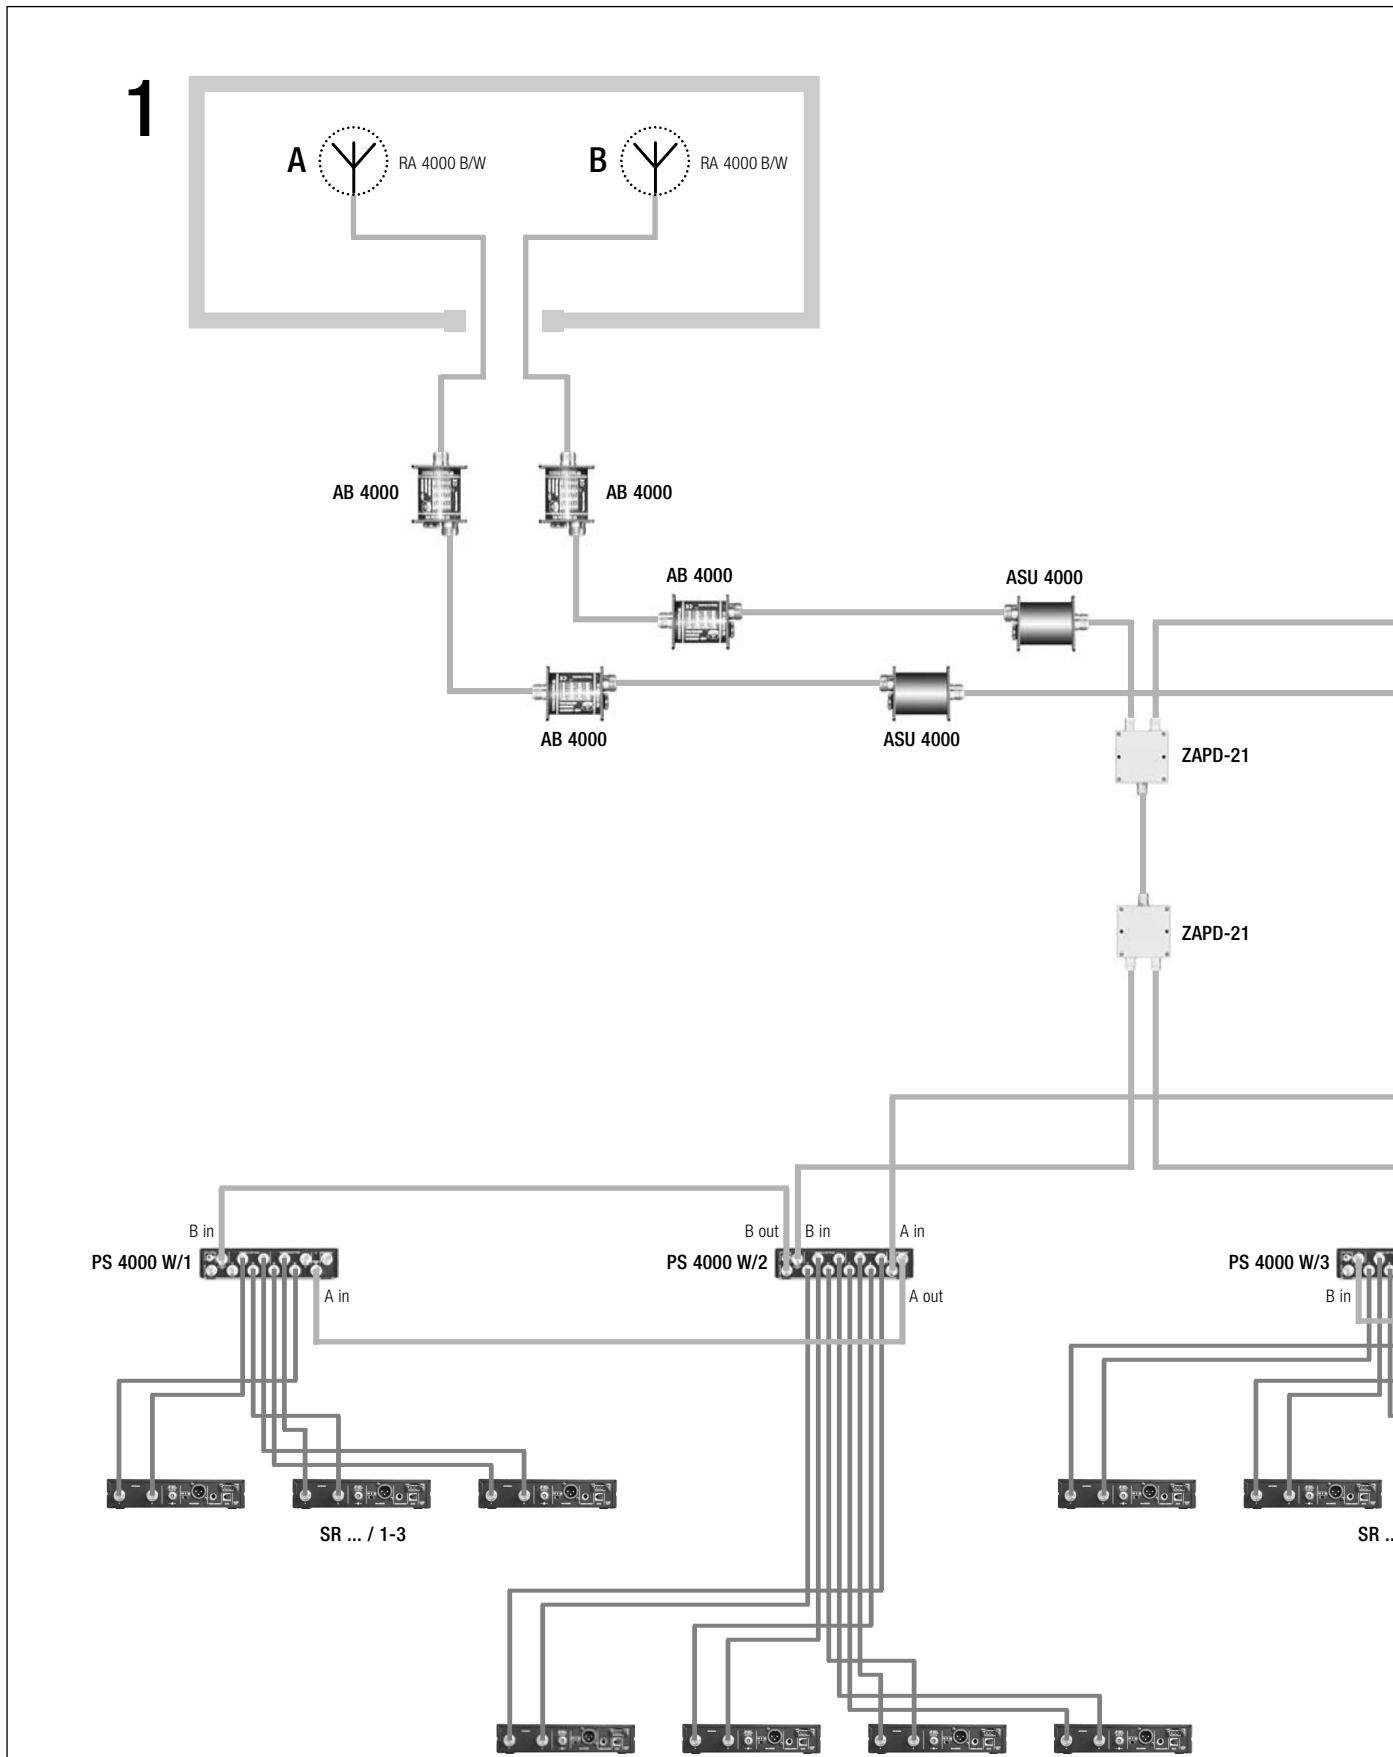 1
A
RA 4000 B/W
B
RA 4000 B/W
AB 4000
AB 4000
AB 4000
ASU 4000
AB 4000
ASU 4000
ZAPD-21
ZAPD-21
B in
B out
B in
A in
PS 4000 W/1
PS 4000 W/2
PS 4000 W/3
A in
A out
B in
SR ... / 1-3
SR ..